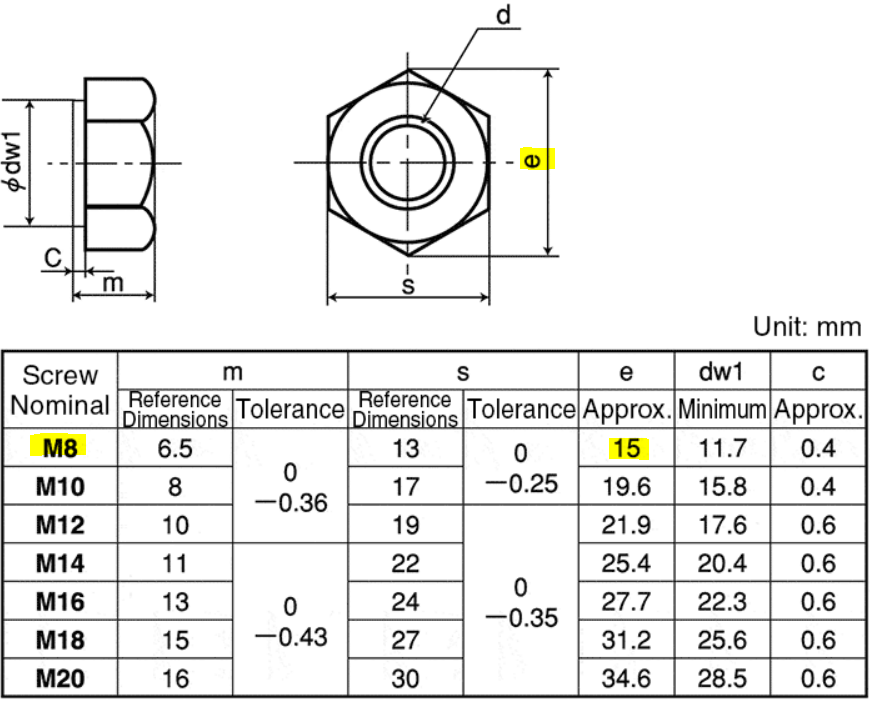 d
φdw1
e
C
m
s
Unit: mm
Screw Nominal m s e dw1 c
Reference Dimensions Tolerance Reference Dimensions Tolerance Approx. Minimum Approx.
M8 6.5 0 −0.36 13 0 −0.25 15 11.7 0.4
M10 8 17 19.6 15.8 0.4
M12 10 19 0 −0.35 21.9 17.6 0.6
M14 11 0 −0.43 22 25.4 20.4 0.6
M16 13 24 27.7 22.3 0.6
M18 15 27 31.2 25.6 0.6
M20 16 30 34.6 28.5 0.6